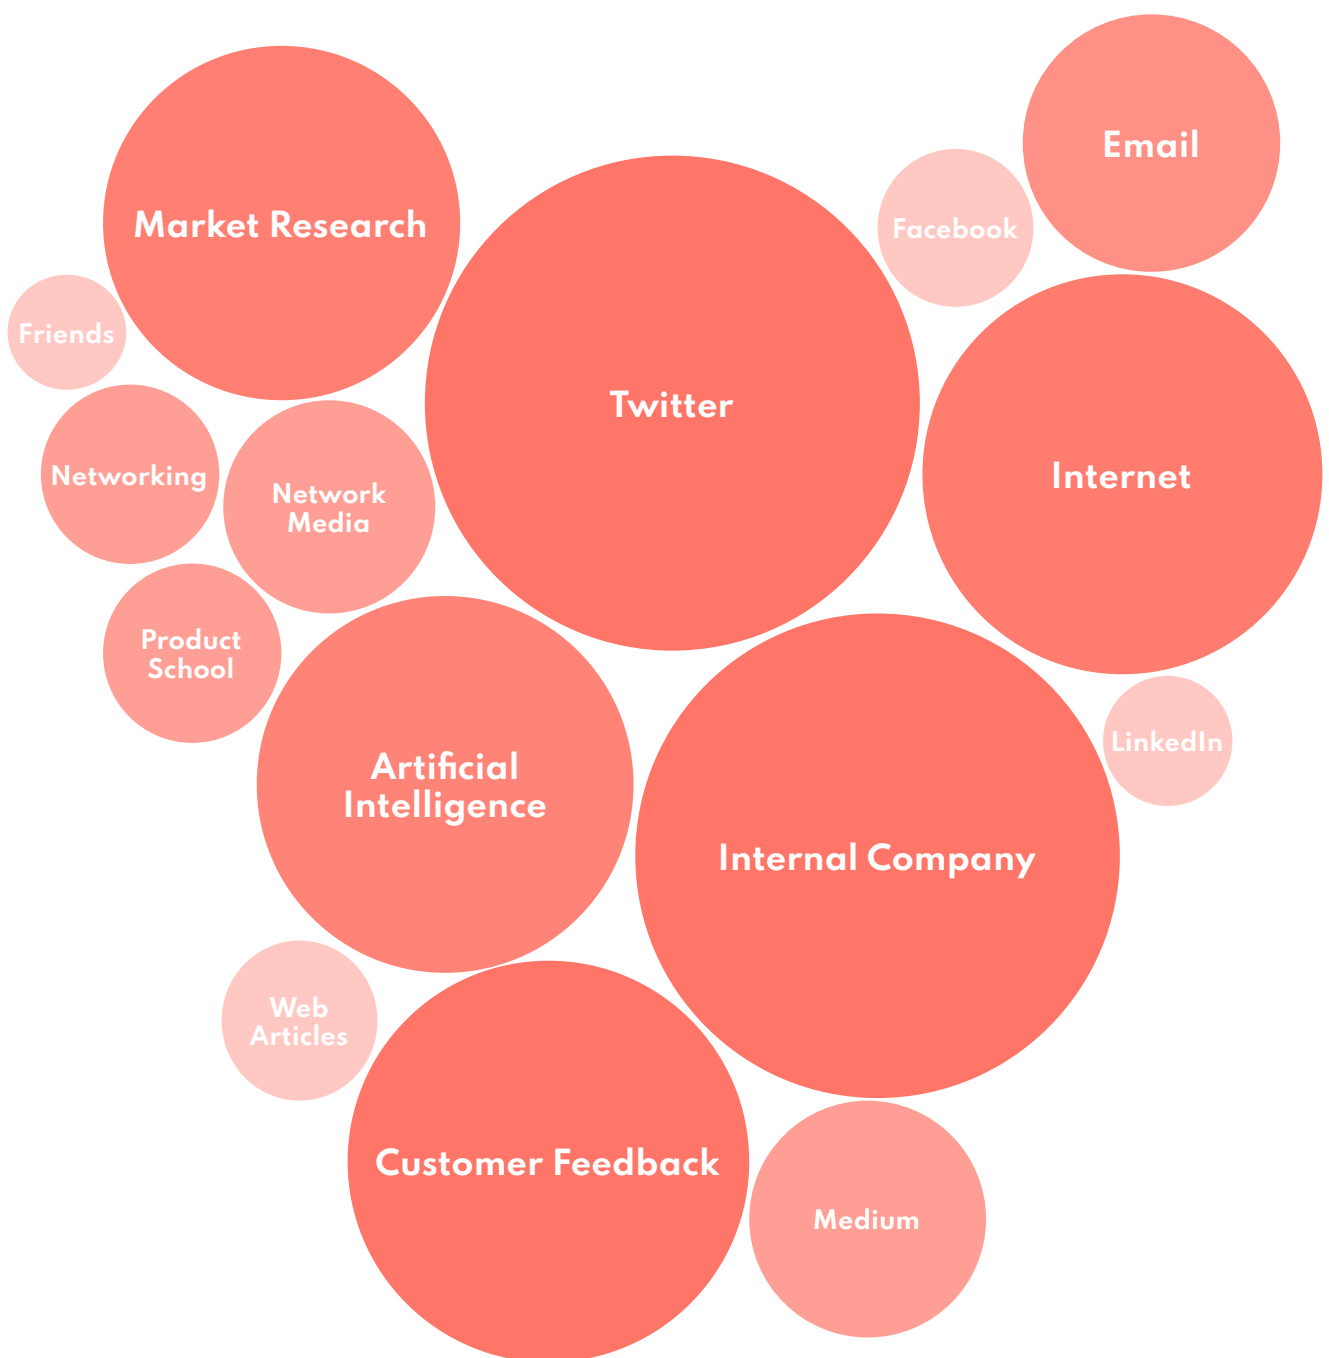 Email
Market Research
Facebook
Friends
Twitter
Internet
Networking
Network
Media
Product
School
Artificial
Intelligence
LinkedIn
Internal Company
Web
Articles
Customer Feedback
Medium